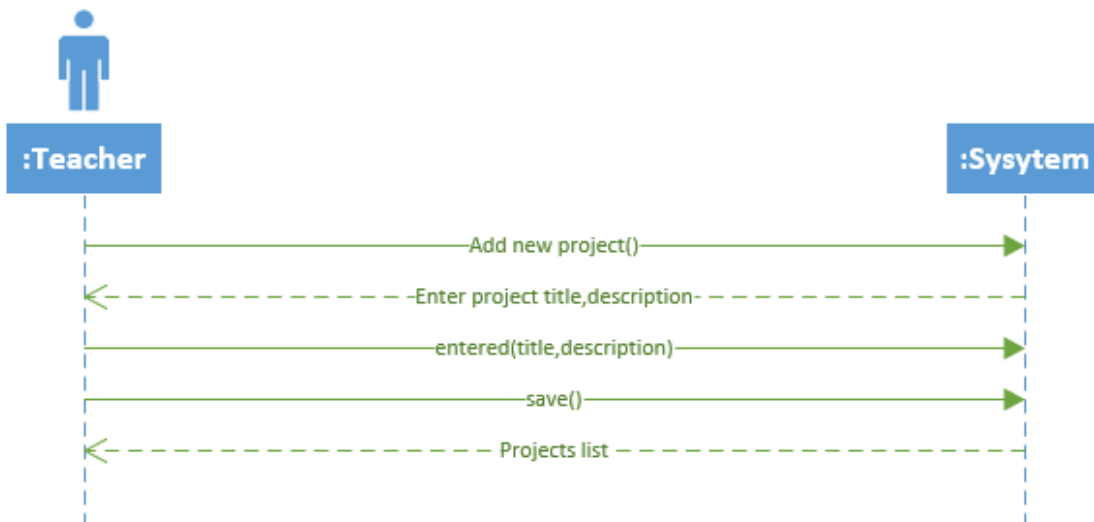 :Teacher
:Sysytem
Add new project()
Enter project title,description
entered(title,description)
save()
Projects list